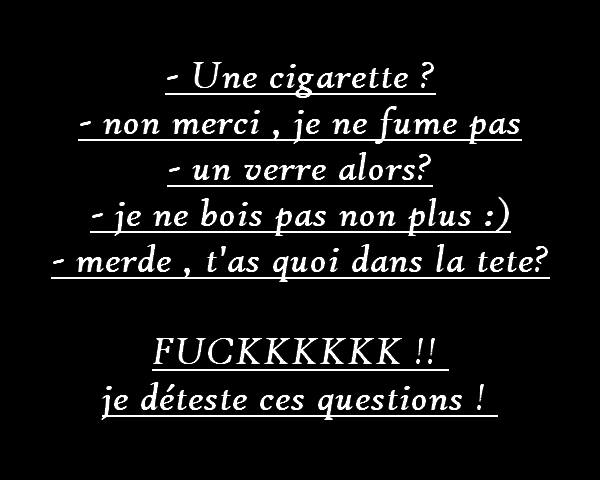 - Une cigarette ?
- non merci , je ne fume pas
- un verre alors?
- je ne bois pas non plus :)
- merde , t'as quoi dans la tete?
FUCKKKKKK !!
je déteste ces questions !